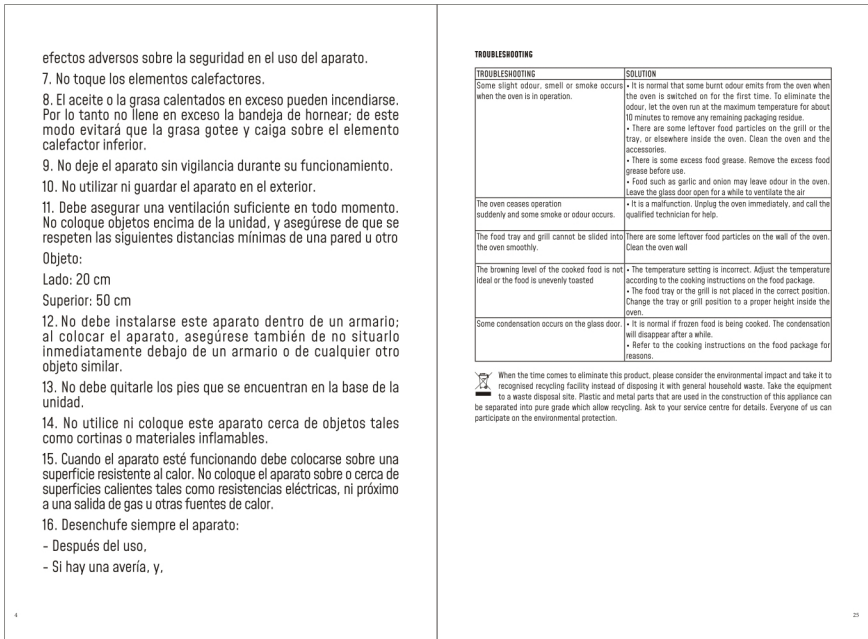 efectos adversos sobre la seguridad en el uso del aparato.
7. No toque los elementos calefactores.
8. El aceite o la grasa calentados en exceso pueden incendiarse.
Por lo tanto no llene en exceso la bandeja de hornear; de este
modo evitará que la grasa gotee y caiga sobre el elemento
calefactor inferior.
9. No deje el aparato sin vigilancia durante su funcionamiento.
10. No utilizar ni guardar el aparato en el exterior.
11. Debe asegurar una ventilación suficiente en todo momento.
No coloque objetos encima de la unidad, y asegúrese de que se
respeten las siguientes distancias mínimas de una pared u otro
Objeto:
Lado: 20 cm
Superior: 50 cm
12. No debe instalarse este aparato dentro de un armario;
al colocar el aparato, asegúrese también de no situarlo
inmediatamente debajo de un armario o de cualquier otro
objeto similar.
13. No debe quitarle los pies que se encuentran en la base de la
unidad.
14. No utilice ni coloque este aparato cerca de objetos tales
como cortinas o materiales inflamables.
15. Cuando el aparato esté funcionando debe colocarse sobre una
superficie resistente al calor. No coloque el aparato sobre o cerca de
superficies calientes tales como resistencias eléctricas, ni próximo
a una salida de gas u otras fuentes de calor.
16. Desenchufe siempre el aparato:
- Después del uso,
- Si hay una avería, y,
4
TROUBLESHOOTING
TROUBLESHOOTING
SOLUTION
Some slight odour, smell or smoke occurs
when the oven is in operation.
• It is normal that some burnt odour emits from the oven when
the oven is switched on for the first time. To eliminate the
odour, let the oven run at the maximum temperature for about
10 minutes to remove any remaining packaging residue.
• There are some leftover food particles on the grill or the
tray, or elsewhere inside the oven. Clean the oven and the
accessories.
• There is some excess food grease. Remove the excess food
grease before use.
• Food such as garlic and onion may leave odour in the oven.
Leave the glass door open for a while to ventilate the air
The oven ceases operation
suddenly and some smoke or odour occurs.
• It is a malfunction. Unplug the oven immediately, and call the
qualified technician for help.
The food tray and grill cannot be slided into
the oven smoothly.
There are some leftover food particles on the wall of the oven.
Clean the oven wall
The browning level of the cooked food is not
ideal or the food is unevenly toasted
• The temperature setting is incorrect. Adjust the temperature
according to the cooking instructions on the food package.
• The food tray or the grill is not placed in the correct position.
Change the tray or grill position to a proper height inside the
oven.
Some condensation occurs on the glass door.
• It is normal if frozen food is being cooked. The condensation
will disappear after a while.
• Refer to the cooking instructions on the food package for
reasons.
When the time comes to eliminate this product, please consider the environmental impact and take it to
recognised recycling facility instead of disposing it with general household waste. Take the equipment
to a waste disposal site. Plastic and metal parts that are used in the construction of this appliance can
be separated into pure grade which allow recycling. Ask to your service centre for details. Everyone of us can
participate on the environmental protection.
25